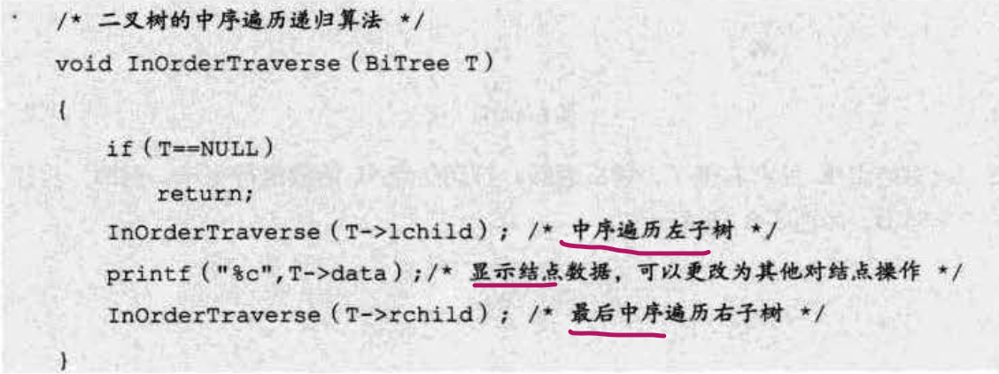 /* 二叉树的中序遍历递归算法 */
void InOrderTraverse(BiTree T)
{
if(T==NULL)
return;
InOrderTraverse(T->lchild); /* 中序遍历左子树 */
printf("%c",T->data);/* 显示结点数据，可以更改为其他对结点操作 */
InOrderTraverse(T->rchild); /* 最后中序遍历右子树 */
}